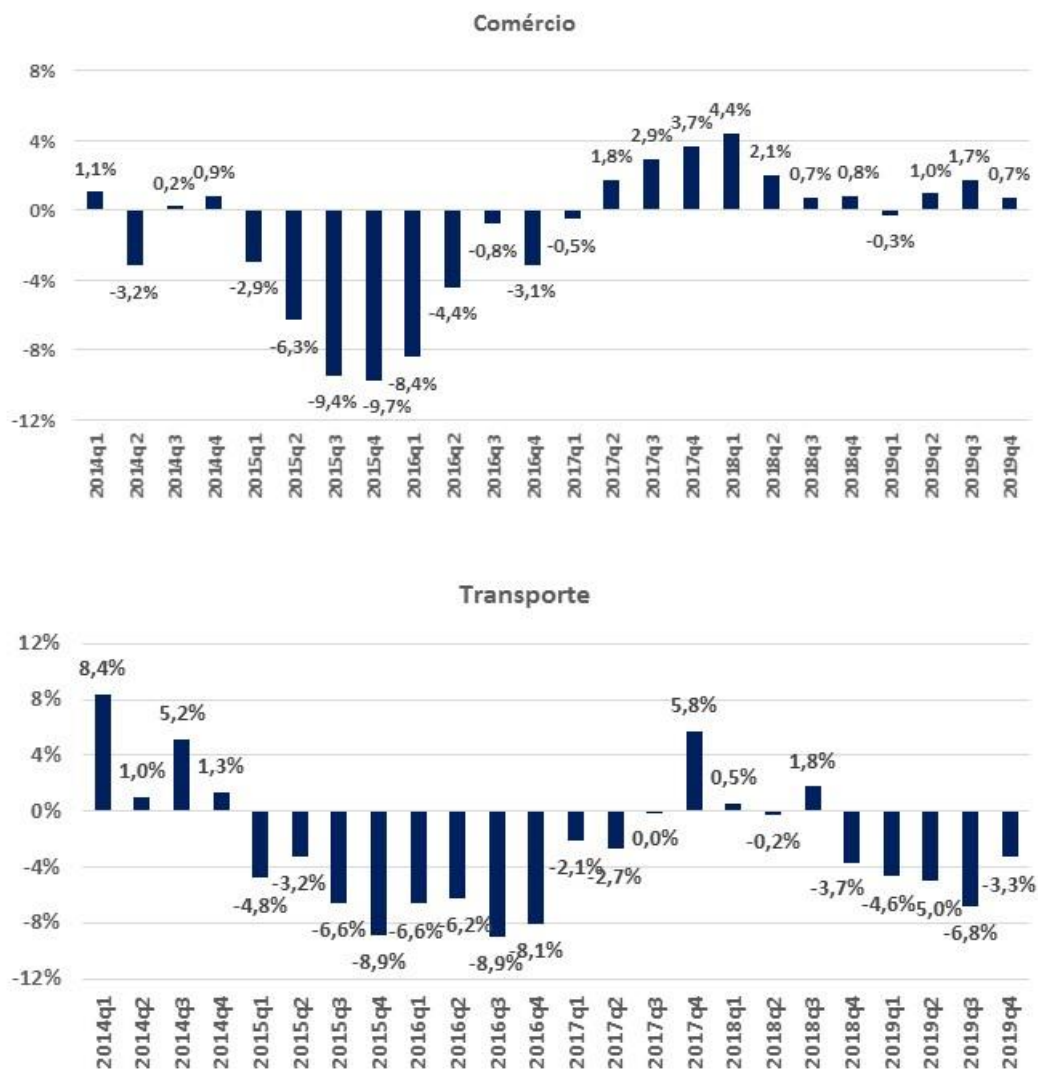 Comércio
8%
4%
0%
-4%
-8%
-12%
1,1%
-3,2%
0,2%
0,9%
-2,9%
-6,3%
-9,4%
-9,7%
-8,4%
-4,4%
-0,8%
-3,1%
-0,5%
1,8%
2,9%
3,7%
4,4%
2,1%
0,7%
0,8%
-0,3%
1,0%
1,7%
0,7%
2014q1
2014q2
2014q3
2014q4
2015q1
2015q2
2015q3
2015q4
2016q1
2016q2
2016q3
2016q4
2017q1
2017q2
2017q3
2017q4
2018q1
2018q2
2018q3
2018q4
2019q1
2019q2
2019q3
2019q4
Transporte
12%
8%
4%
0%
-4%
-8%
-12%
8,4%
1,0%
5,2%
1,3%
-4,8%
-3,2%
-6,6%
-8,9%
-6,6%
-6,2%
-8,9%
-8,1%
-2,1%
-2,7%
0,0%
5,8%
0,5%
-0,2%
1,8%
-3,7%
-4,6%
5,0%
-6,8%
-3,3%
2014q1
2014q2
2014q3
2014q4
2015q1
2015q2
2015q3
2015q4
2016q1
2016q2
2016q3
2016q4
2017q1
2017q2
2017q3
2017q4
2018q1
2018q2
2018q3
2018q4
2019q1
2019q2
2019q3
2019q4